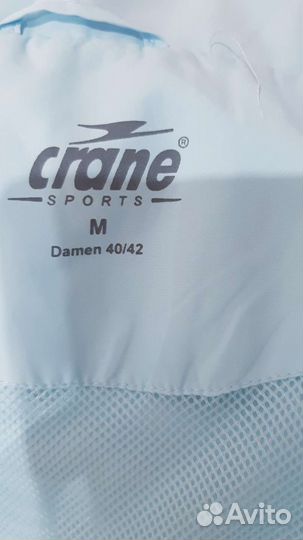 crane®
SPORTS
M
Damen 40/42
Avito